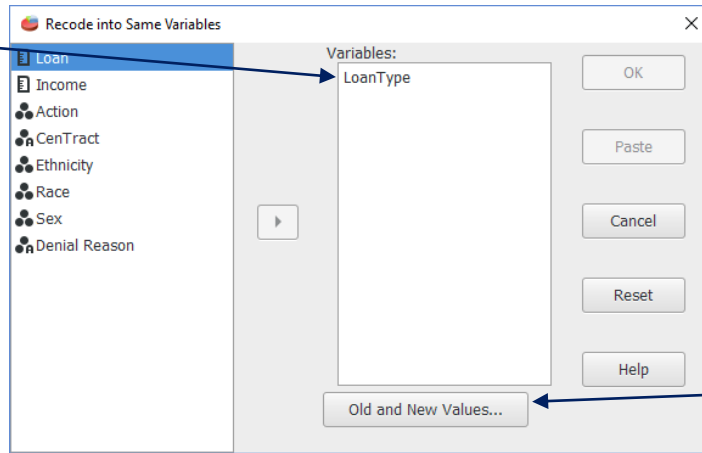 Recode into Same Variables
Loan
Income
Action
CenTract
Ethnicity
Race
Sex
Denial Reason
Variables:
LoanType
Old and New Values...
OK
Paste
Cancel
Reset
Help